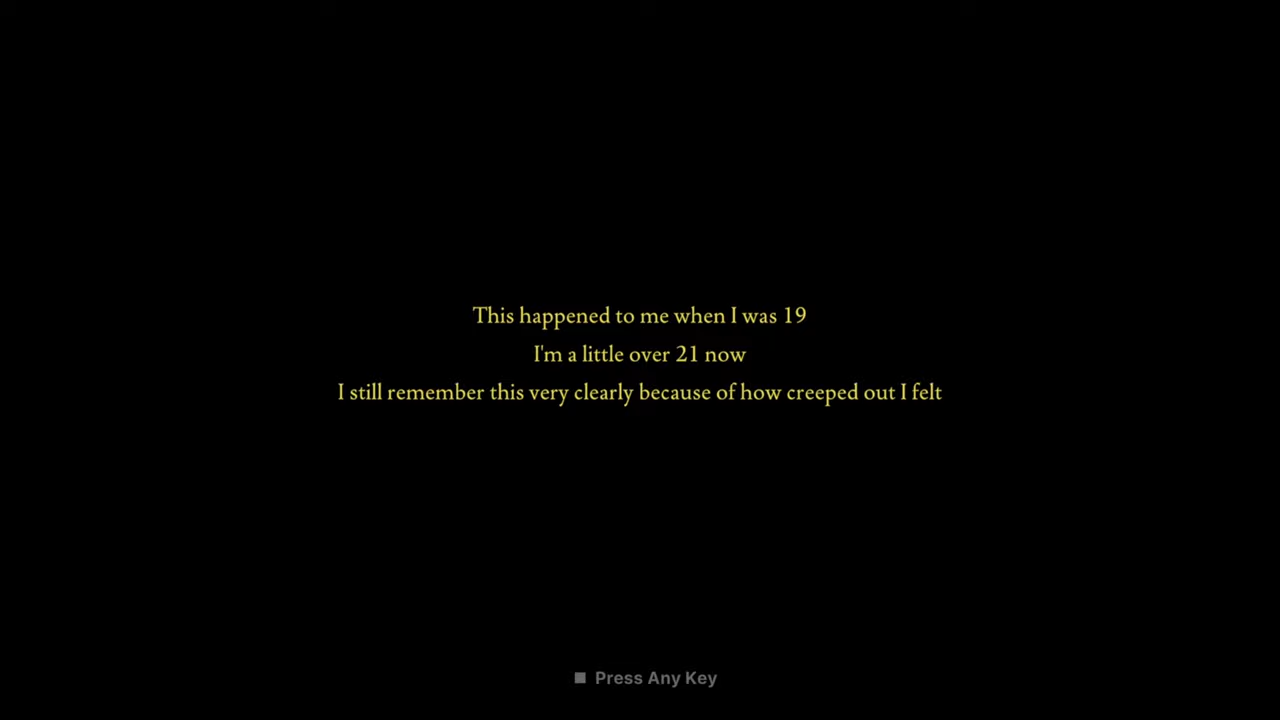 This happened to me when I was 19
I'm a little over 21 now
I still remember this very clearly because of how creeped out I felt
Press Any Key